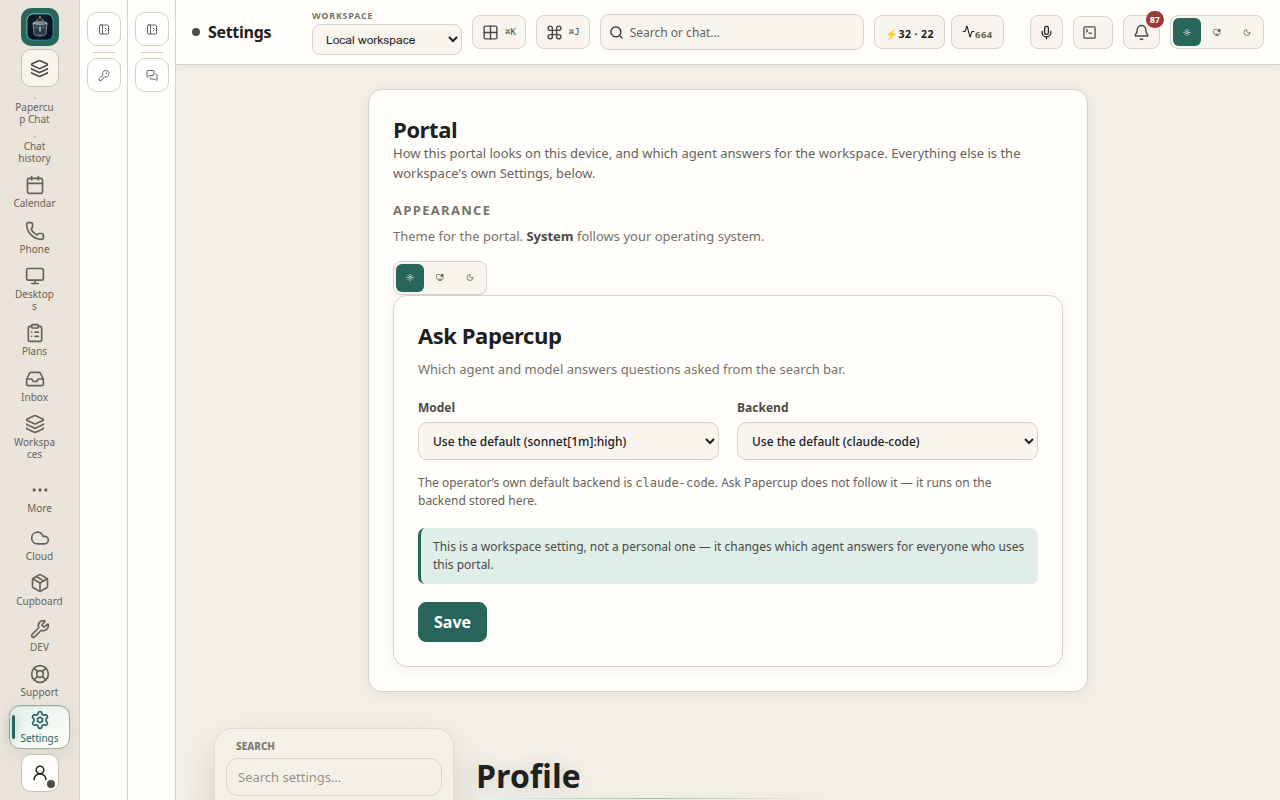 Settings
WORKSPACE
Local workspace
⌘K
⌘J
Search or chat...
⚡32 · 22
664
87
Papercu
p Chat
Chat
history
Calendar
Phone
Desktop
s
Plans
Inbox
Workspa
ces
More
Cloud
Cupboard
DEV
Support
Settings
Portal
How this portal looks on this device, and which agent answers for the workspace. Everything else is the
workspace's own Settings, below.
APPEARANCE
Theme for the portal. System follows your operating system.
Ask Papercup
Which agent and model answers questions asked from the search bar.
Model
Backend
Use the default (sonnet[1m]:high)
Use the default (claude-code)
The operator's own default backend is claude-code. Ask Papercup does not follow it — it runs on the
backend stored here.
This is a workspace setting, not a personal one — it changes which agent answers for everyone who uses
this portal.
Save
SEARCH
Search settings...
Profile